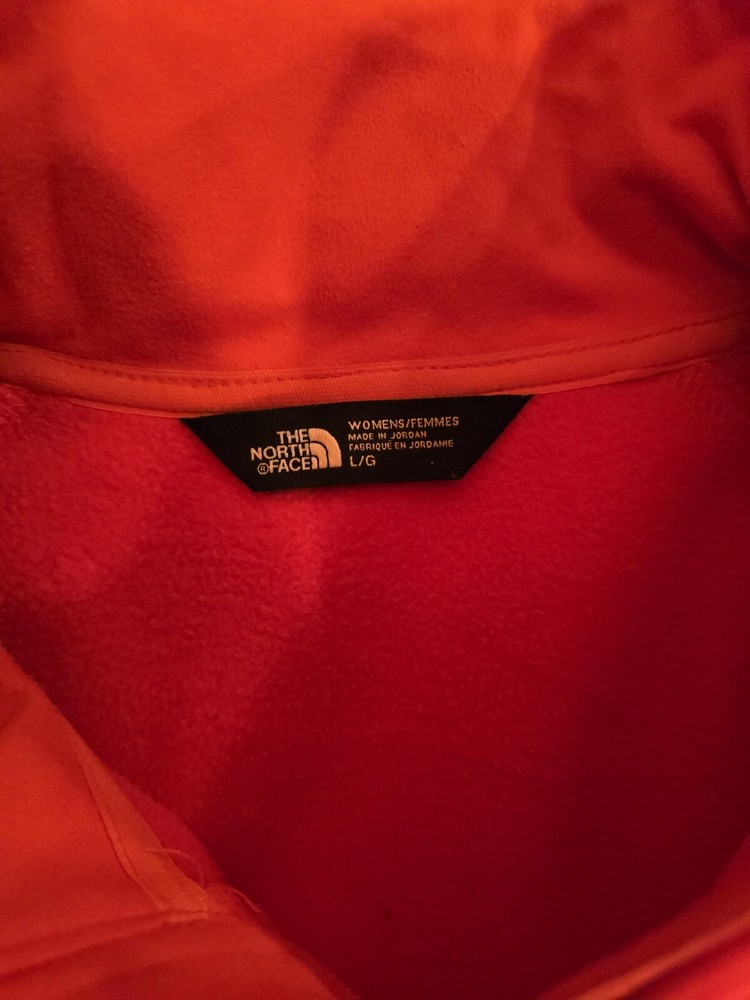 THE
NORTH
®FACE
WOMENS/FEMMES
MADE IN JORDAN
FABRIQUÉ EN JORDANIE
L/G